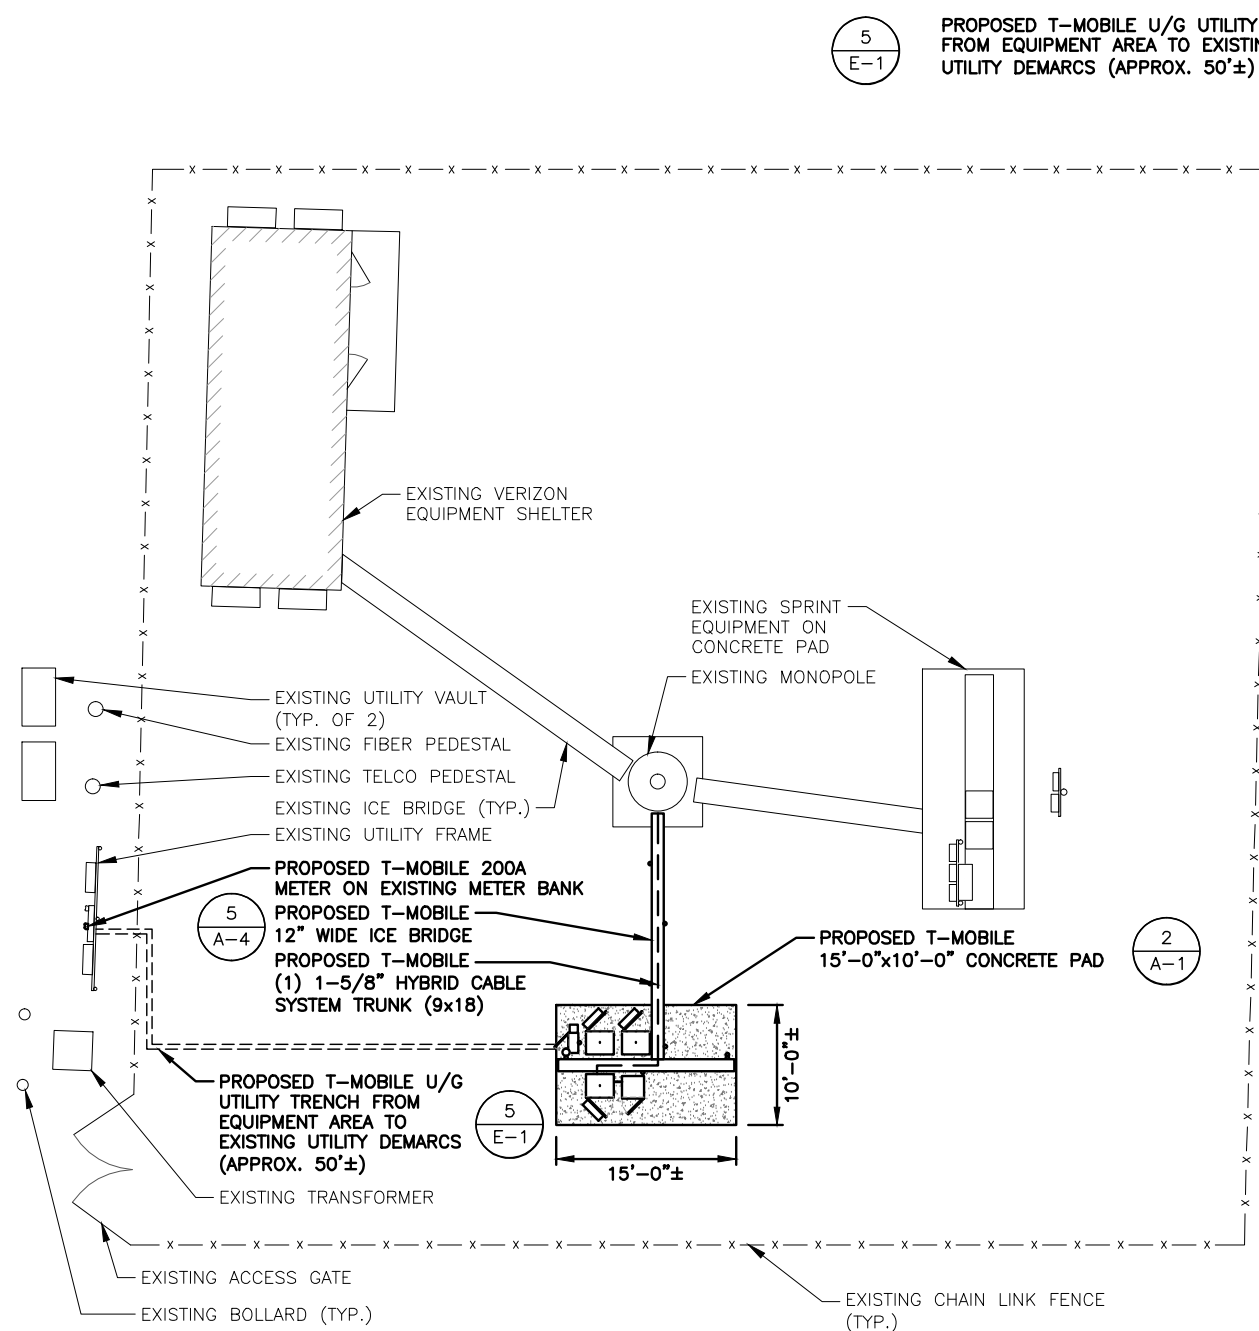 5
E-1
PROPOSED T-MOBILE U/G UTILITY
FROM EQUIPMENT AREA TO
UTILITY DEMARCS (APPROX. 50'±)
EXISTING VERIZON
EQUIPMENT SHELTER
EXISTING SPRINT
EQUIPMENT ON
CONCRETE PAD
EXISTING MONOPOLE
EXISTING UTILITY VAULT
(TYP. OF 2)
EXISTING FIBER PEDESTAL
EXISTING TELCO PEDESTAL
EXISTING ICE BRIDGE (TYP.)
EXISTING UTILITY FRAME
PROPOSED T-MOBILE 200A
METER ON EXISTING METER BANK
5
A-4
PROPOSED T-MOBILE
12" WIDE ICE BRIDGE
PROPOSED T-MOBILE
(1) 1-5/8" HYBRID CABLE
SYSTEM TRUNK (9x18)
PROPOSED T-MOBILE
15'-0"x10'-0" CONCRETE PAD
2
A-1
10'-0"±
15'-0"±
PROPOSED T-MOBILE U/G
UTILITY TRENCH FROM
EQUIPMENT AREA TO
EXISTING UTILITY DEMARCS
(APPROX. 50'±)
5
E-1
EXISTING TRANSFORMER
EXISTING ACCESS GATE
EXISTING BOLLARD (TYP.)
EXISTING CHAIN LINK FENCE
(TYP.)